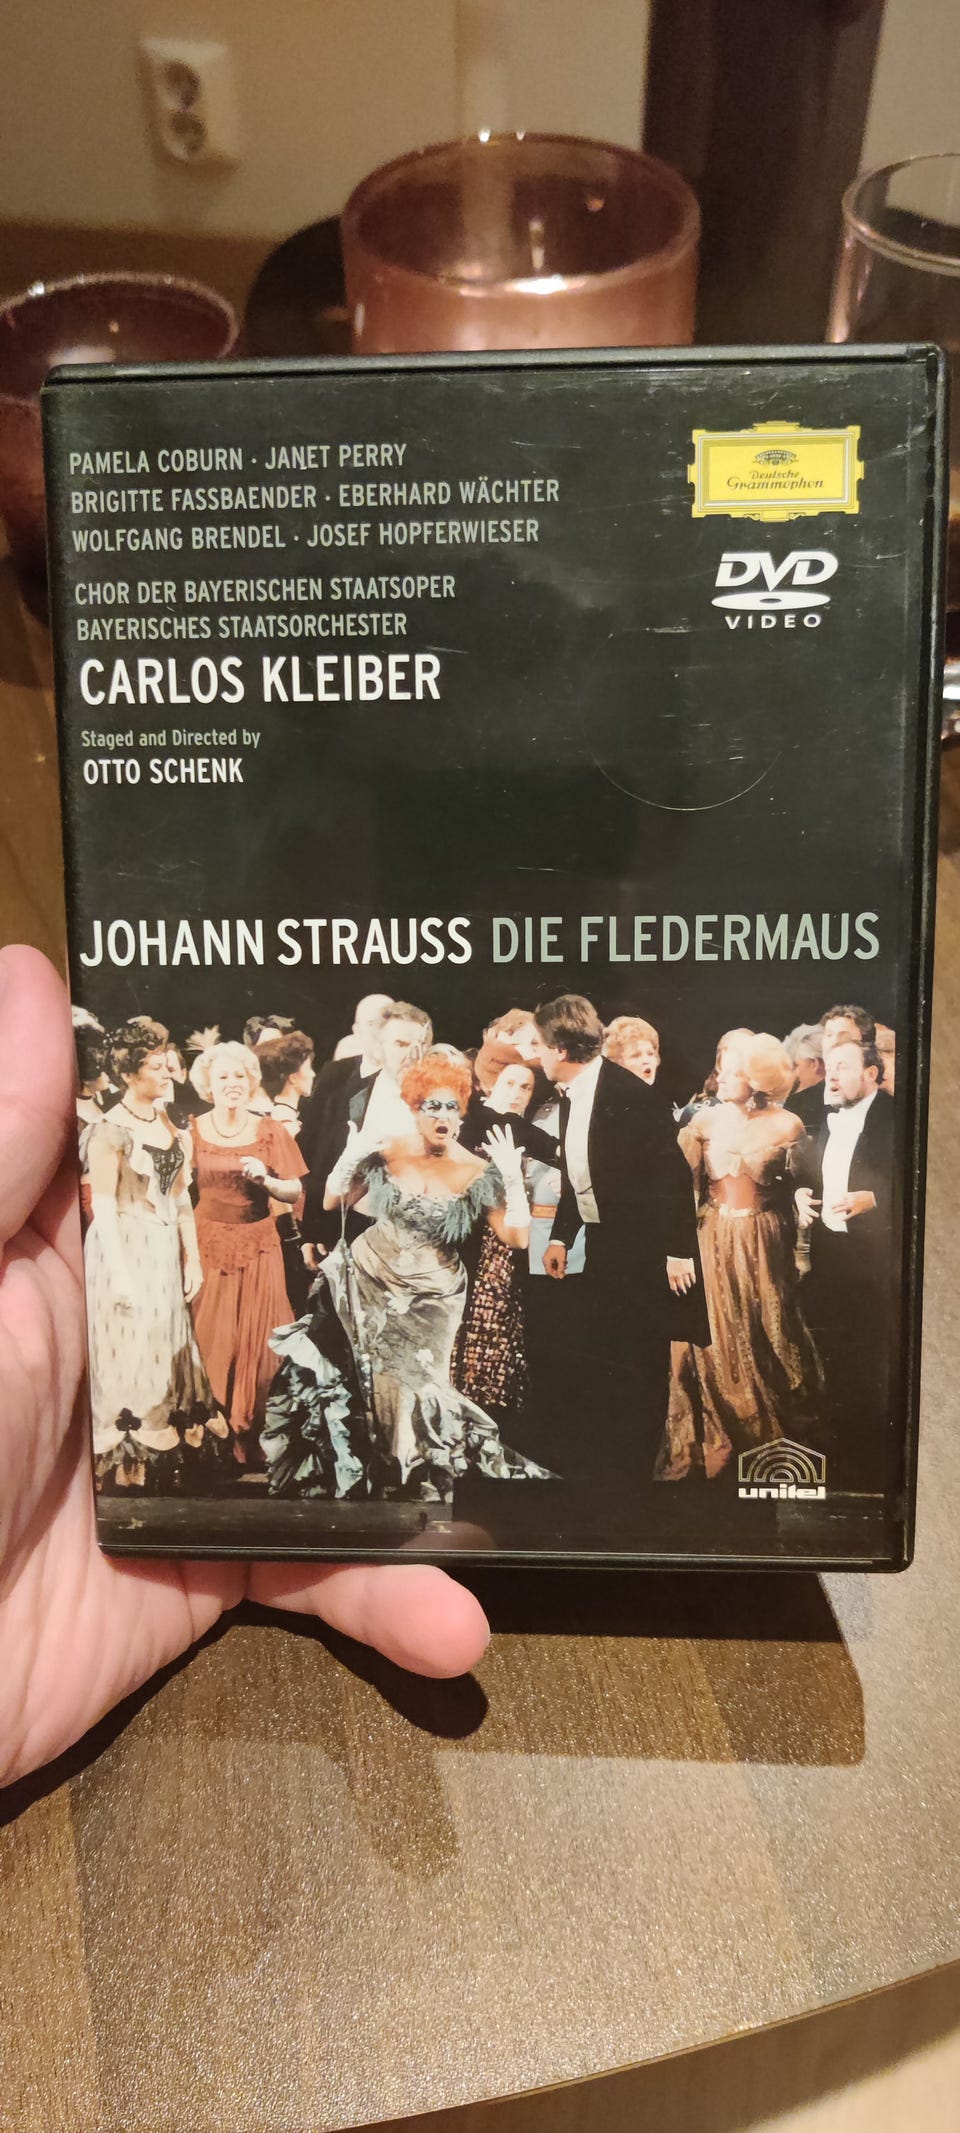 PAMELA COBURN · JANET PERRY
BRIGITTE FASSBAENDER · EBERHARD WÄCHTER
WOLFGANG BRENDEL · JOSEF HOPFERWIESER
CHOR DER BAYERISCHEN STAATSOPER
BAYERISCHES STAATSORCHESTER
CARLOS KLEIBER
Staged and Directed by
OTTO SCHENK
Deutsche
Grammophon
DVD
VIDEO
JOHANN STRAUSS DIE FLEDERMAUS
unitel